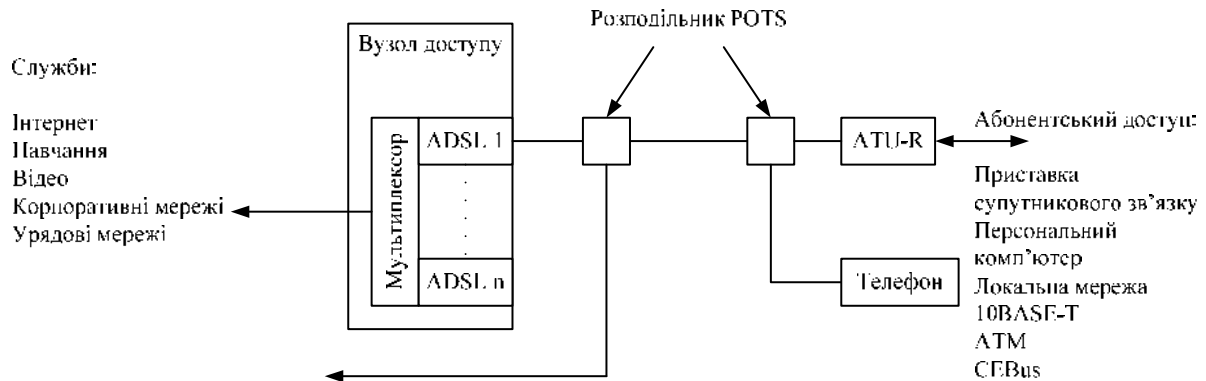 Розподільник POTS
Вузол доступу
Служби:
Інтернет
Навчання
Відео
Корпоративні мережі
Урядові мережі
Мультиплексор
ADSL 1
ADSL n
ATU-R
Телефон
Абонентський доступ:
Приставка
супутникового зв’язку
Персональний
комп’ютер
Локальна мережа
10BASE-T
ATM
CEBus